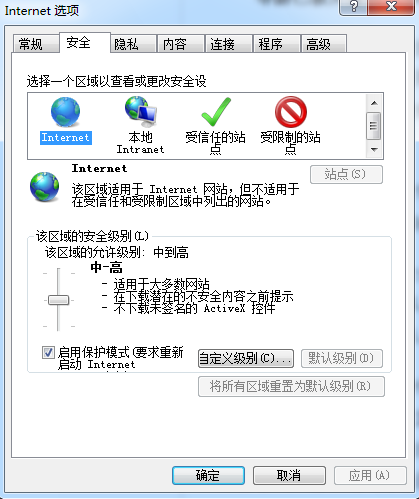 Internet 选项
常规 安全 隐私 内容 连接 程序 高级
选择一个区域以查看或更改安全设
Internet 本地 Intranet 受信任的站点 受限制的站点
Internet
站点(S)
该区域适用于 Internet 网站，但不适用于
在受信任和受限制区域中列出的网站。
该区域的安全级别(L)
该区域的允许级别: 中到高
中-高
- 适用于大多数网站
- 在下载潜在的不安全内容之前提示
- 不下载未签名的 ActiveX 控件
启用保护模式(要求重新
启动 Internet
自定义级别(C)... 默认级别(D)
将所有区域重置为默认级别(R)
确定 取消 应用(A)